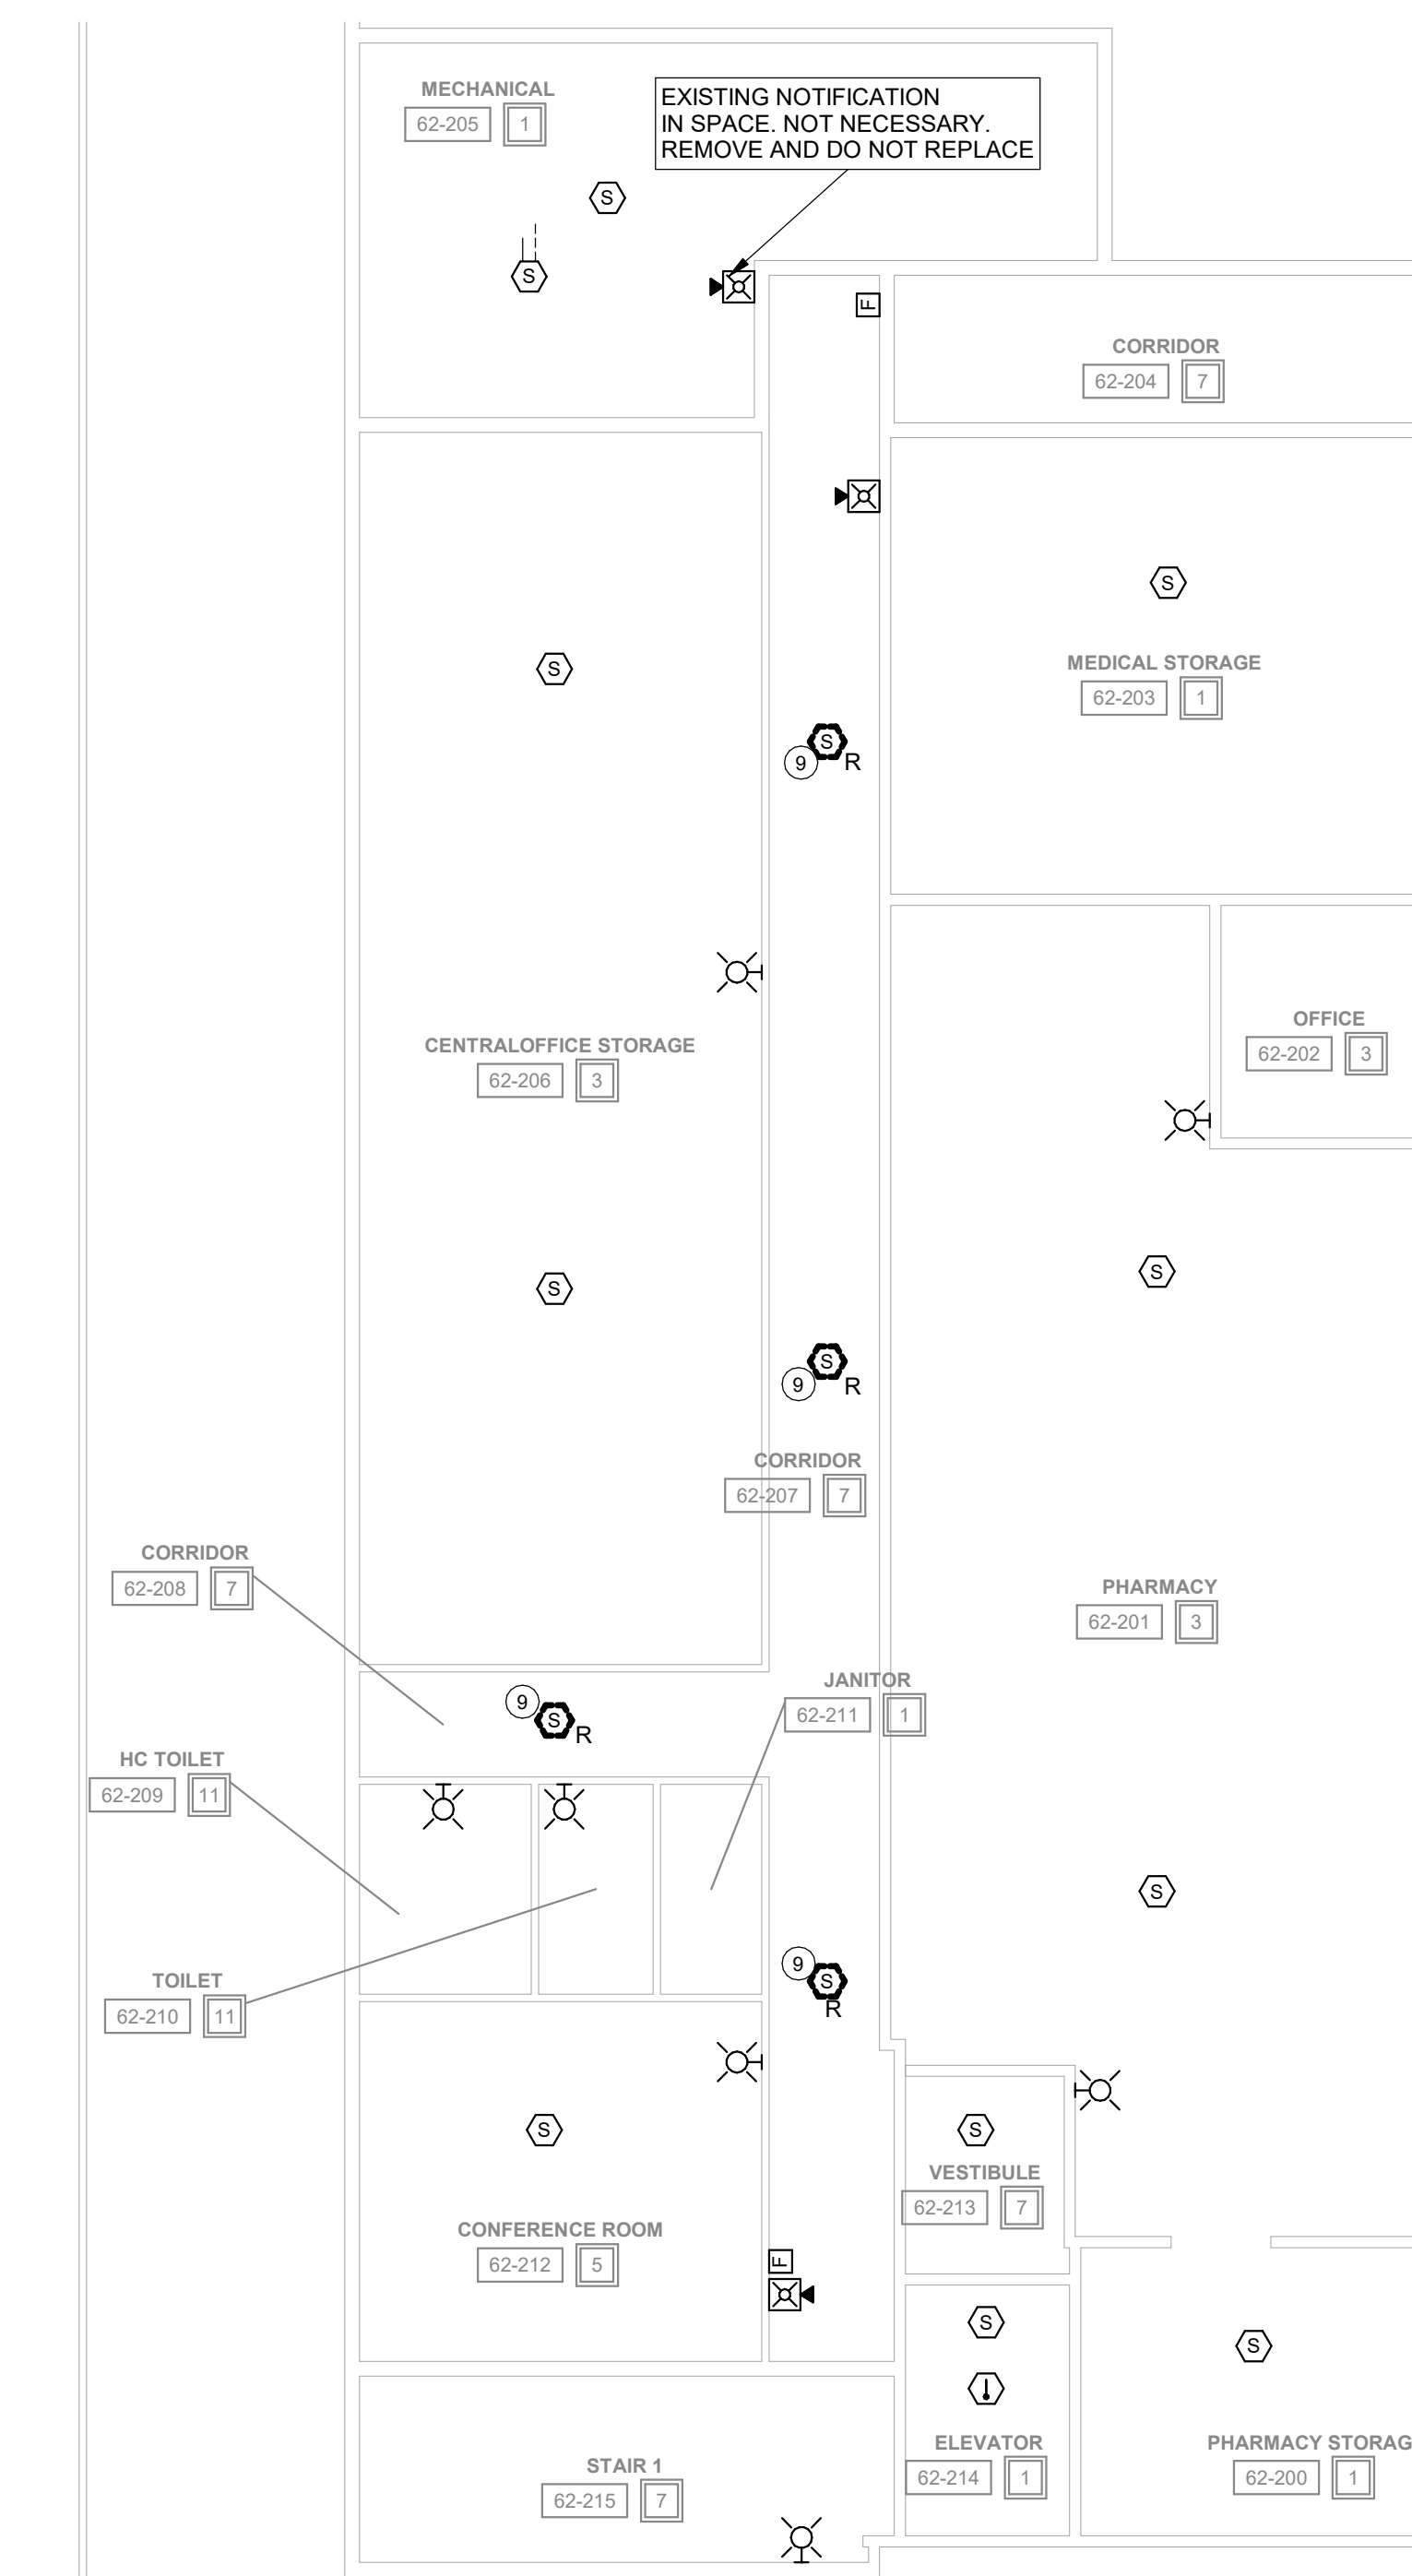 MECHANICAL
62-205 1
EXISTING NOTIFICATION
IN SPACE. NOT NECESSARY.
REMOVE AND DO NOT REPLACE
S
S
F
CORRIDOR
62-204 7
S
MEDICAL STORAGE
62-203 1
S
S
9 R
OFFICE
62-202 3
CENTRALOFFICE STORAGE
62-206 3
S
S
S
9 R
CORRIDOR
62-207 7
CORRIDOR
62-208 7
PHARMACY
62-201 3
JANITOR
62-211 1
9
S
R
HC TOILET
62-209 11
S
9
S
R
TOILET
62-210 11
S
S
VESTIBULE
62-213 7
CONFERENCE ROOM
62-212 5
F
S
S
ELEVATOR
62-214 1
PHARMACY STORAG
62-200 1
STAIR 1
62-215 7